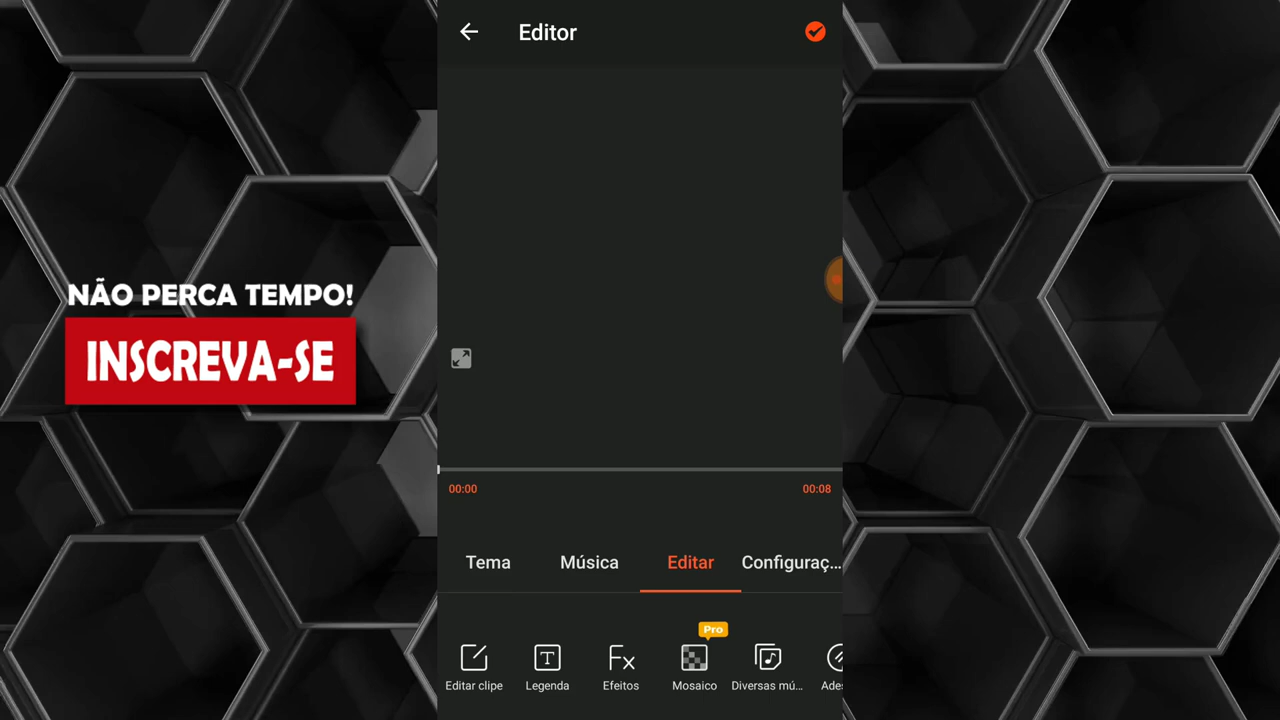 Editor
NÃO PERCA TEMPO!
INSCREVA-SE
00:00 00:08
Tema Música Editar Configuraç...
Pro
Editar clipe Legenda Efeitos Mosaico Diversas mú... Ades